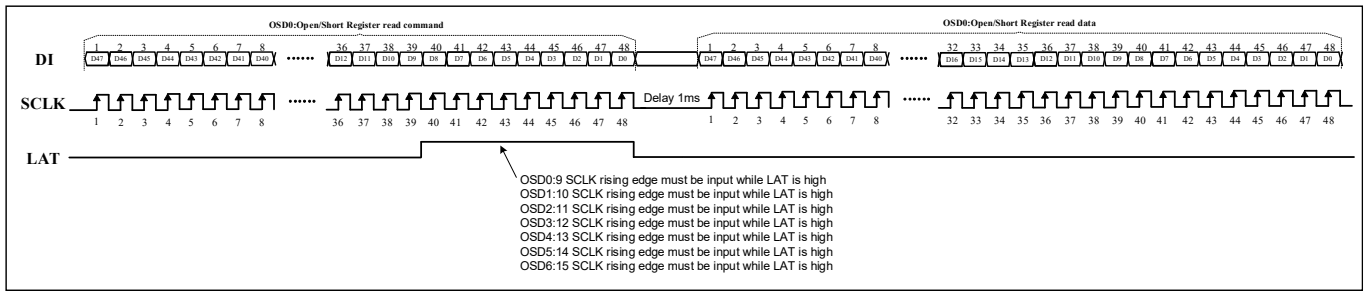 OSD0:Open/Short Register read command OSD0:Open/Short Register read data
1 2 3 4 5 6 7 8 36 37 38 39 40 41 42 43 44 45 46 47 48 1 2 3 4 5 6 7 8 32 33 34 35 36 37 38 39 40 41 42 43 44 45 46 47 48
DI D47 D46 D45 D44 D43 D42 D41 D40 ...... D12 D11 D10 D9 D8 D7 D6 D5 D4 D3 D2 D1 D0 D47 D46 D45 D44 D43 D42 D41 D40 ...... D16 D15 D14 D13 D12 D11 D10 D9 D8 D7 D6 D5 D4 D3 D2 D1 D0
SCLK ...... Delay 1ms ......
1 2 3 4 5 6 7 8 36 37 38 39 40 41 42 43 44 45 46 47 48 1 2 3 4 5 6 7 8 32 33 34 35 36 37 38 39 40 41 42 43 44 45 46 47 48
LAT
OSD0:9 SCLK rising edge must be input while LAT is high
OSD1:10 SCLK rising edge must be input while LAT is high
OSD2:11 SCLK rising edge must be input while LAT is high
OSD3:12 SCLK rising edge must be input while LAT is high
OSD4:13 SCLK rising edge must be input while LAT is high
OSD5:14 SCLK rising edge must be input while LAT is high
OSD6:15 SCLK rising edge must be input while LAT is high